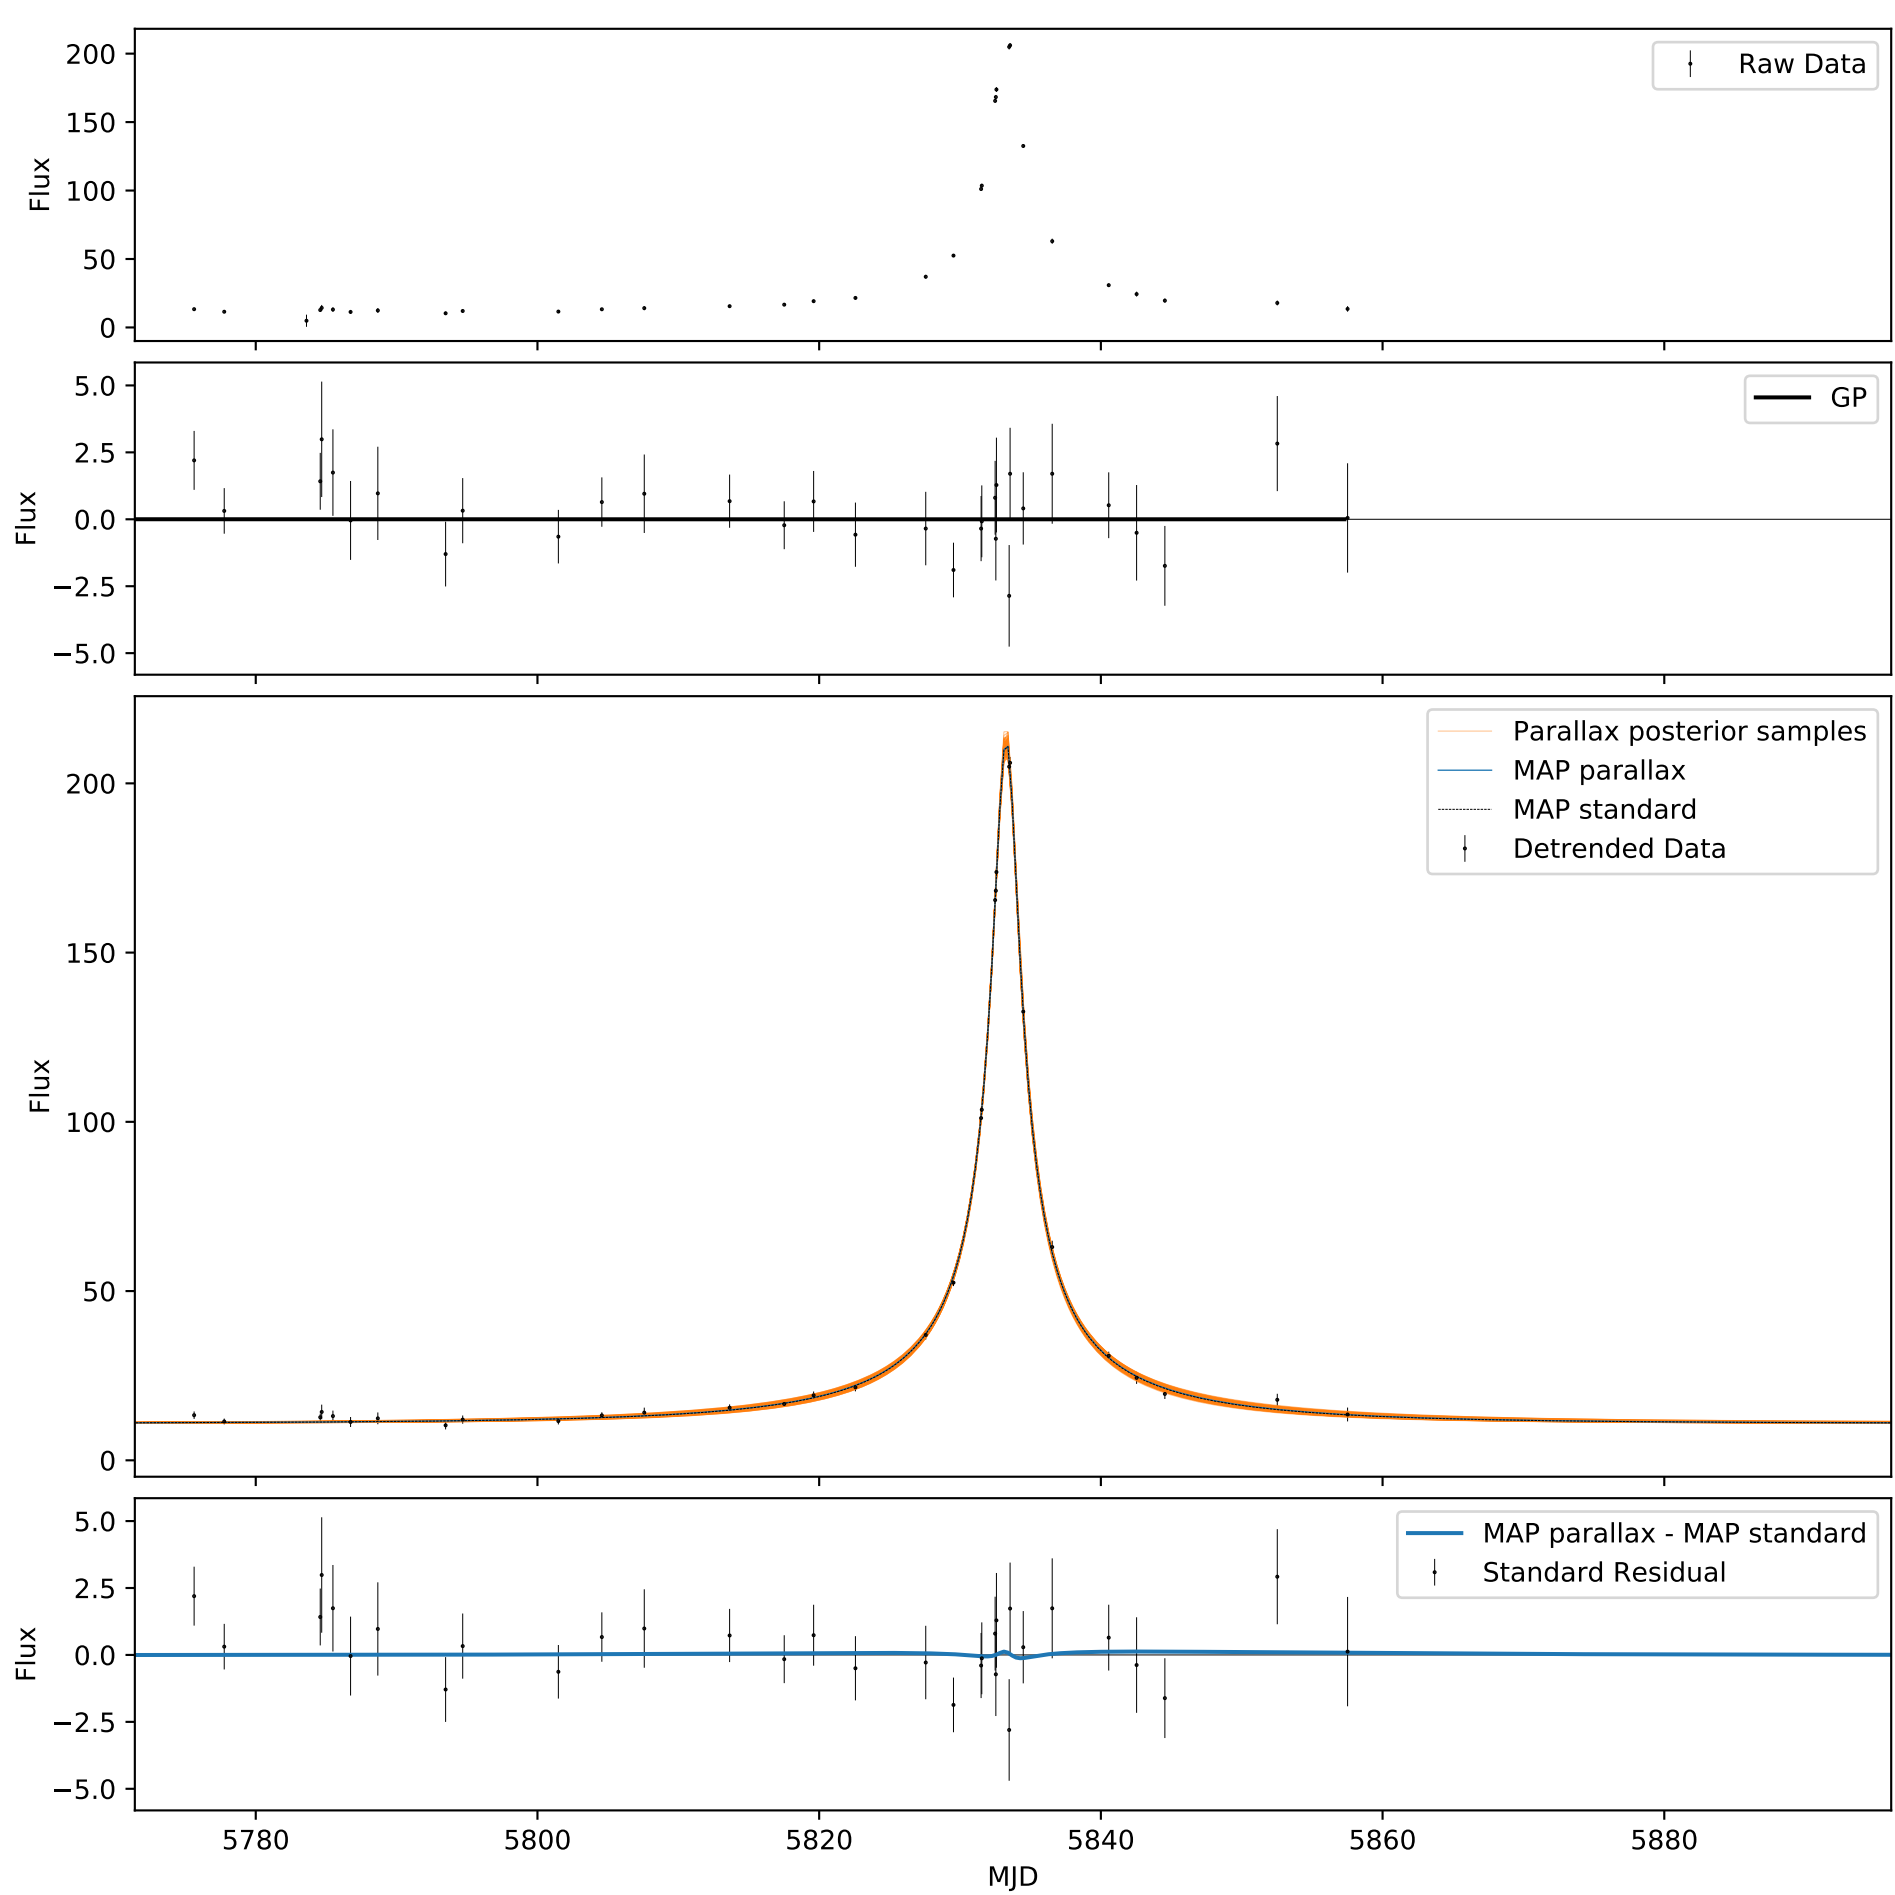 200
150
100
50
0
Flux
Raw Data
5.0
2.5
0.0
−2.5
−5.0
Flux
GP
200
150
100
50
0
Flux
Parallax posterior samples
MAP parallax
MAP standard
Detrended Data
5.0
2.5
0.0
−2.5
−5.0
Flux
MAP parallax - MAP standard
Standard Residual
5780 5800 5820 5840 5860 5880
MJD